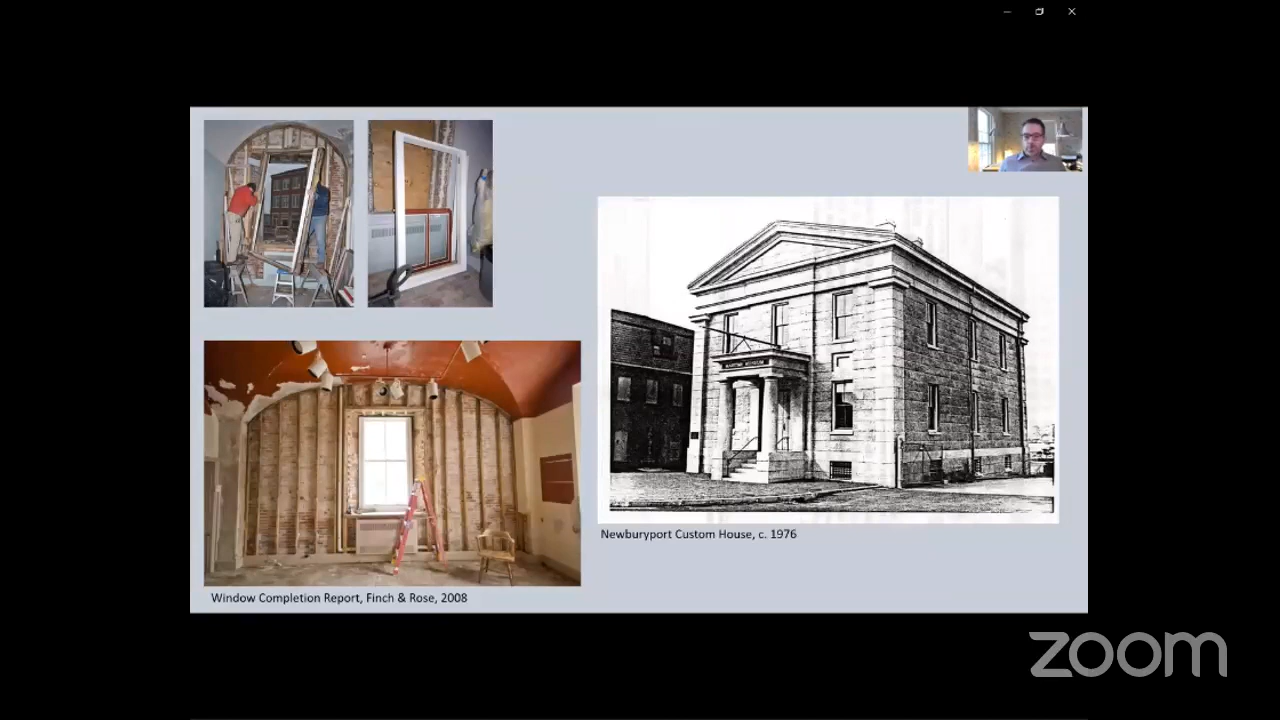 Newburyport Custom House, c. 1976
Window Completion Report, Finch & Rose, 2008
zoom